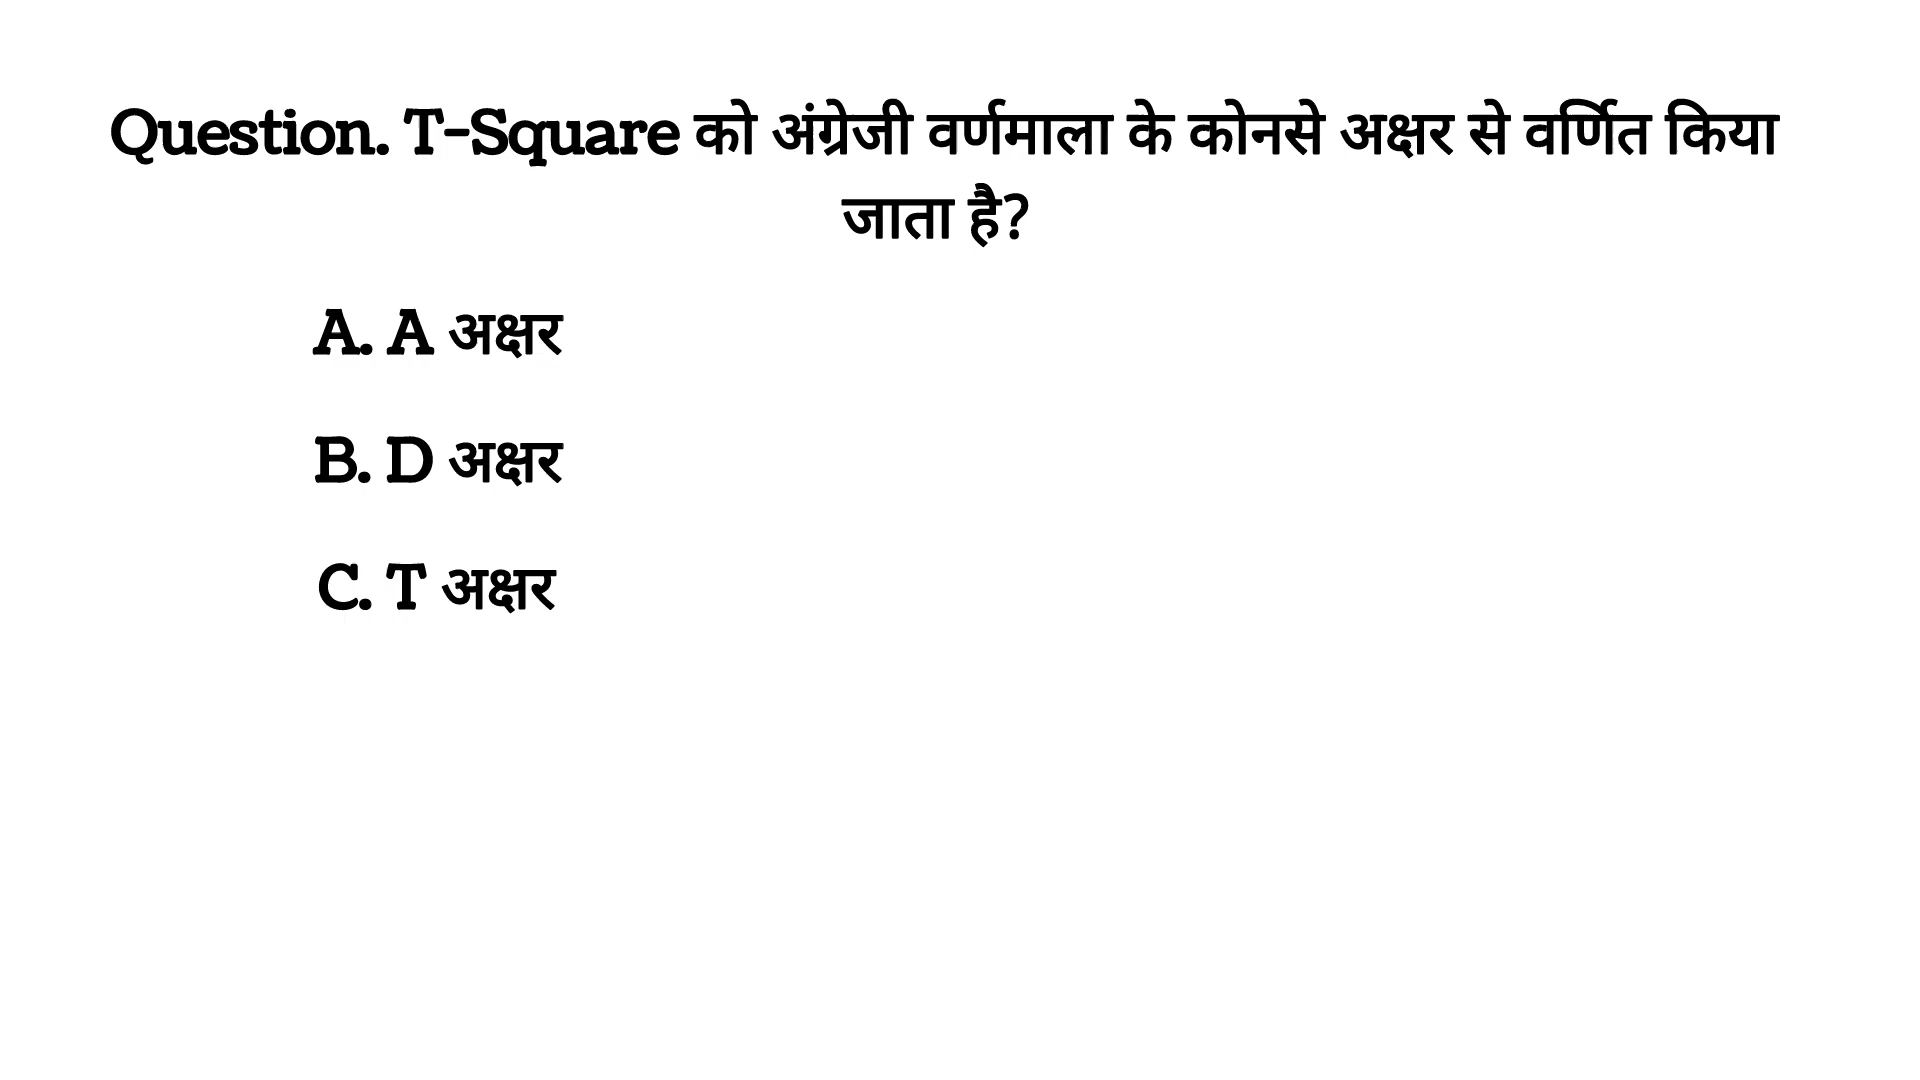 Question. T-Square को अंग्रेजी वर्णमाला के कोनसे अक्षर से वर्णित किया
जाता है?
A. A अक्षर
B. D अक्षर
C. T अक्षर